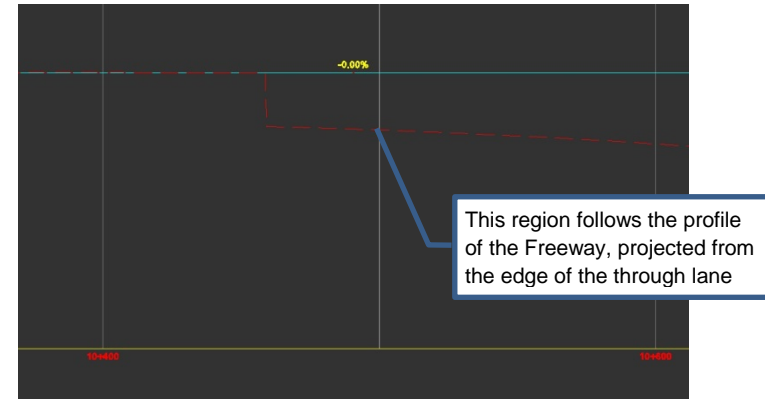 -0.00%
This region follows the profile
of the Freeway, projected from
the edge of the through lane
10+400
10+600